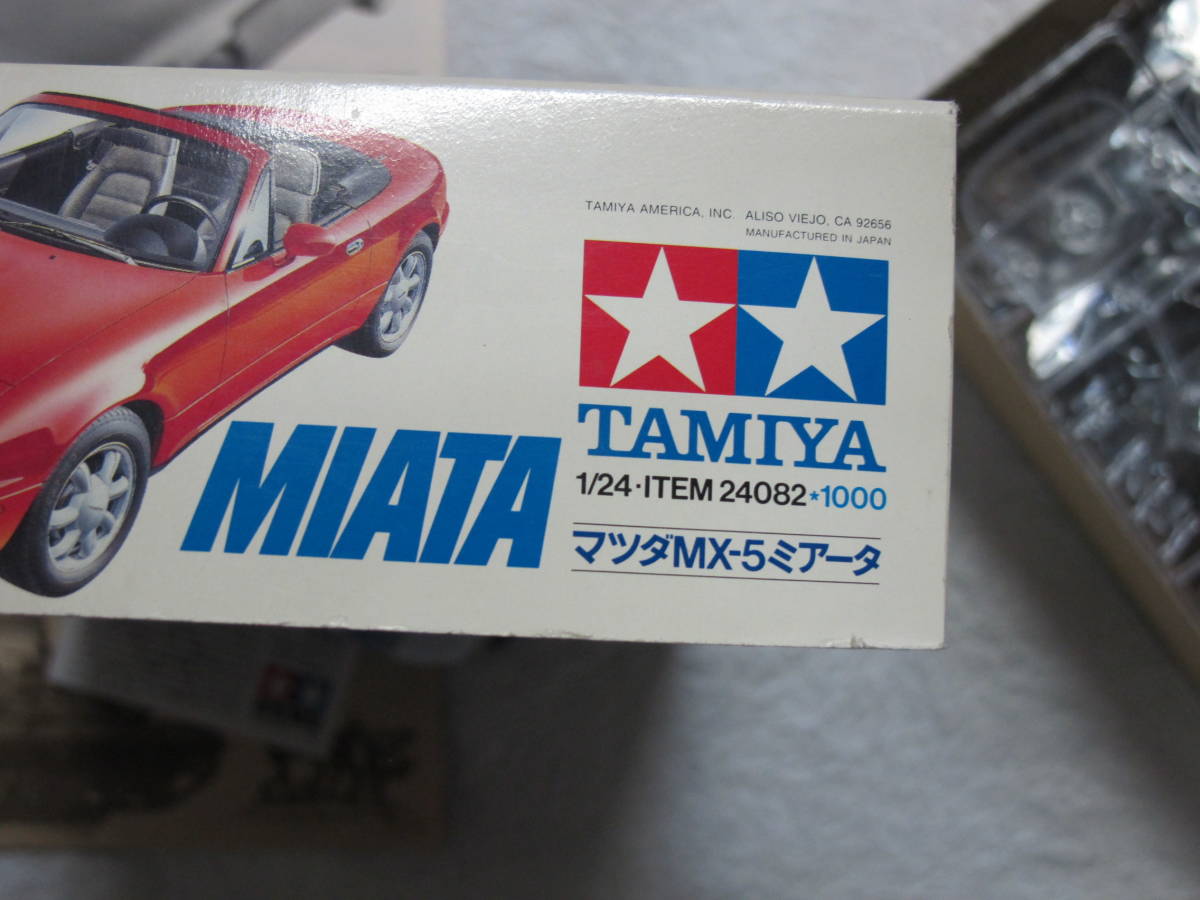 TAMIYA AMERICA, INC. ALISO VIEJO, CA 92656
MANUFACTURED IN JAPAN
TAMIYA
MIATA
1/24·ITEM 24082*1000
マツダMX-5ミアータ